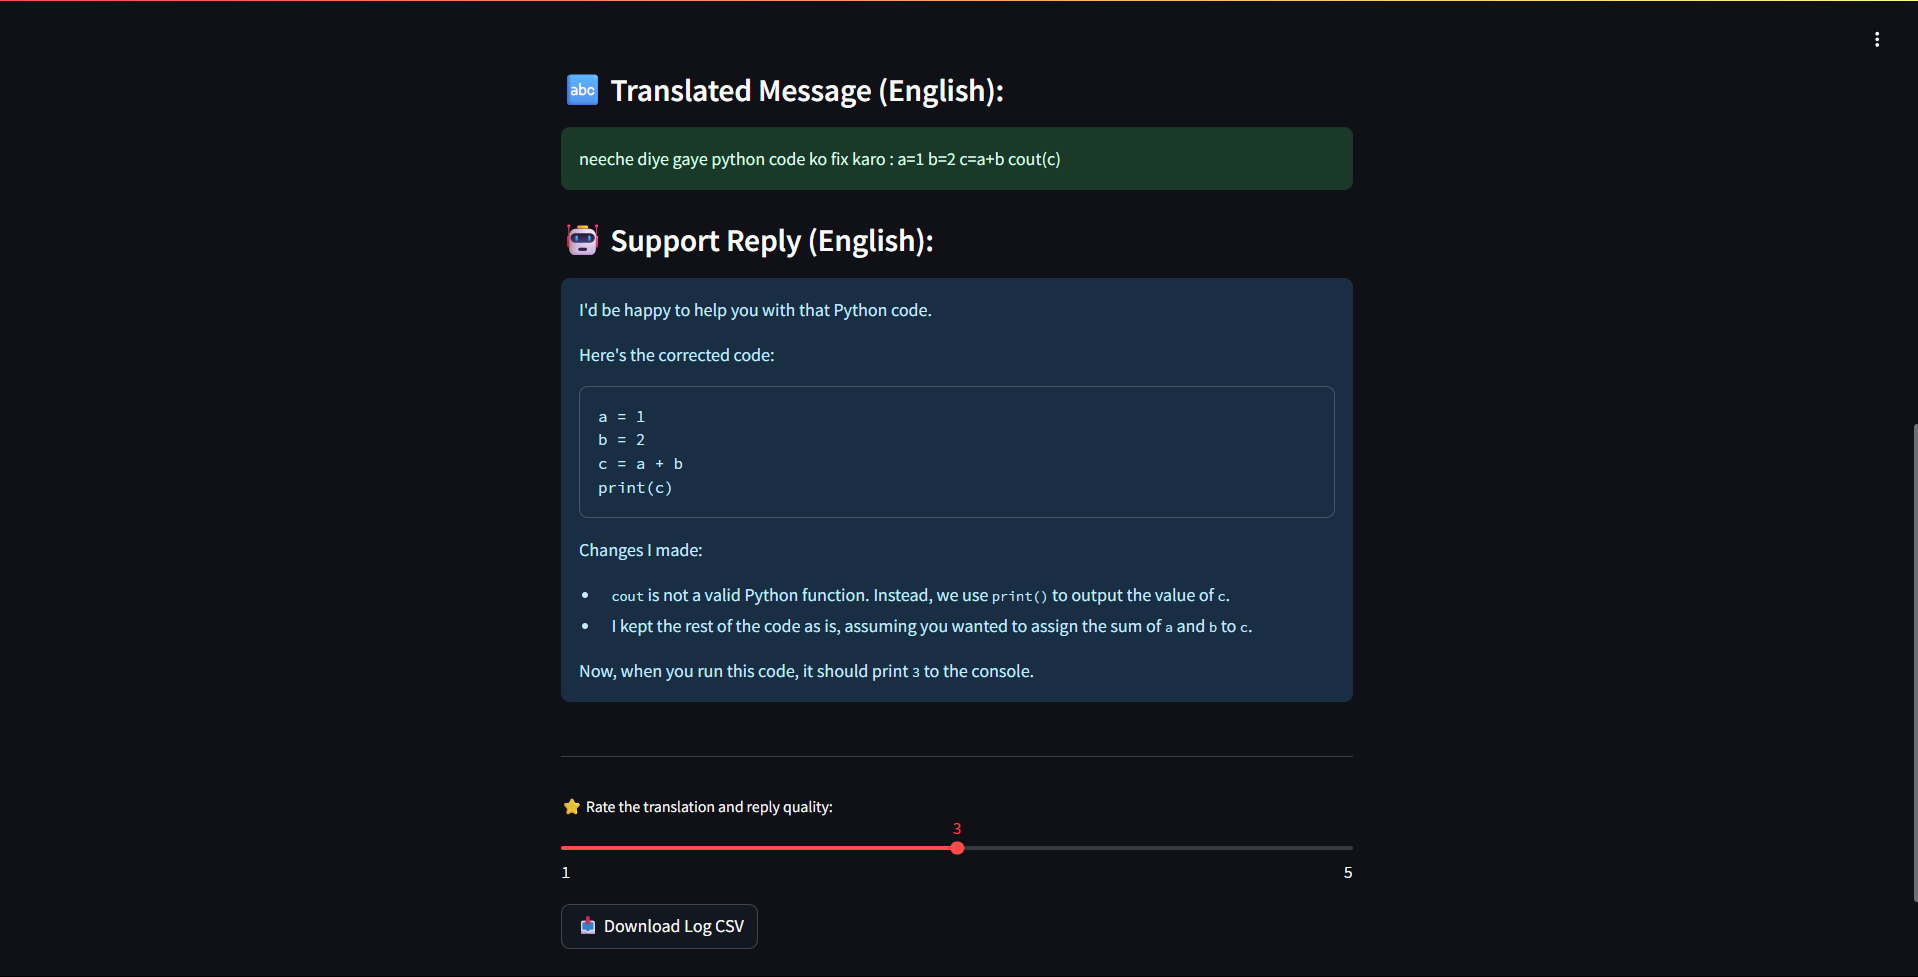 abc Translated Message (English):
neeche diye gaye python code ko fix karo : a=1 b=2 c=a+b cout(c)
Support Reply (English):
I'd be happy to help you with that Python code.
Here's the corrected code:
a = 1
b = 2
c = a + b
print(c)
Changes I made:
• cout is not a valid Python function. Instead, we use print() to output the value of c.
• I kept the rest of the code as is, assuming you wanted to assign the sum of a and b to c.
Now, when you run this code, it should print 3 to the console.
Rate the translation and reply quality:
3
1 5
Download Log CSV